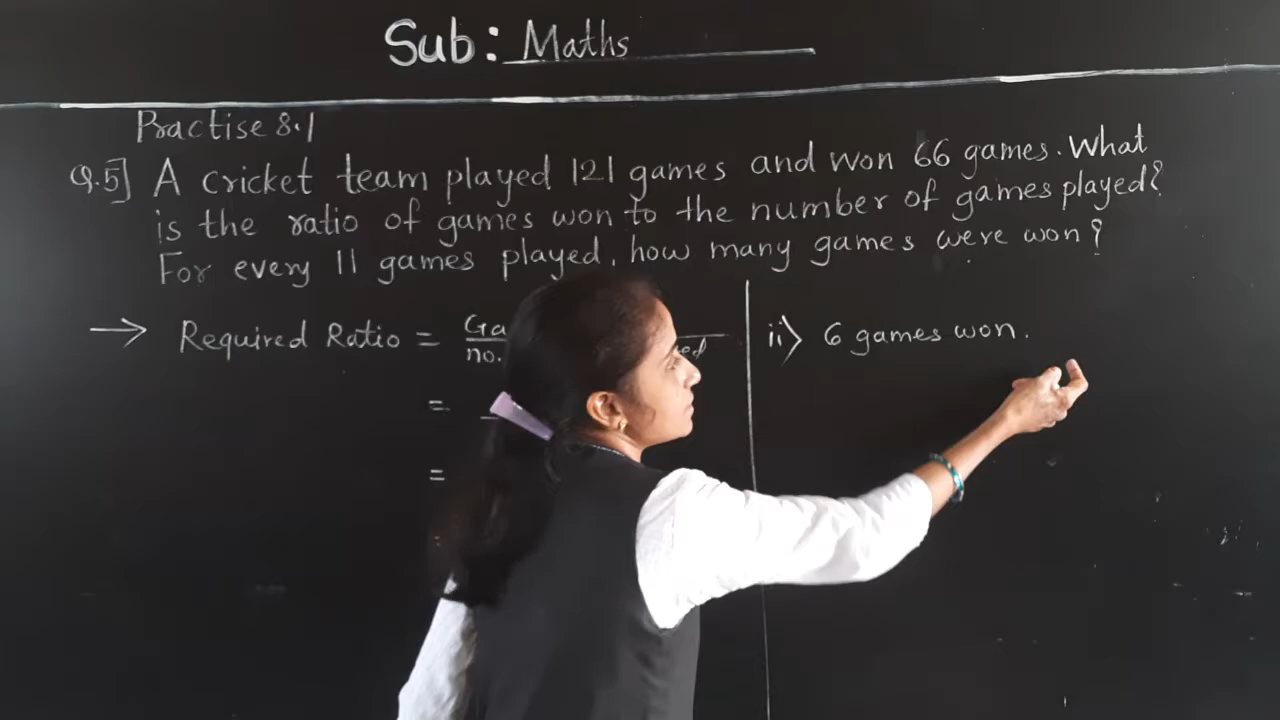 Sub: Maths
Practise 8.1
Q.5] A cricket team played 121 games and won 66 games. What
is the ratio of games won to the number of games played?
For every 11 games played, how many games were won?
→ Required Ratio =
no.
=
=
ii) 6 games won.